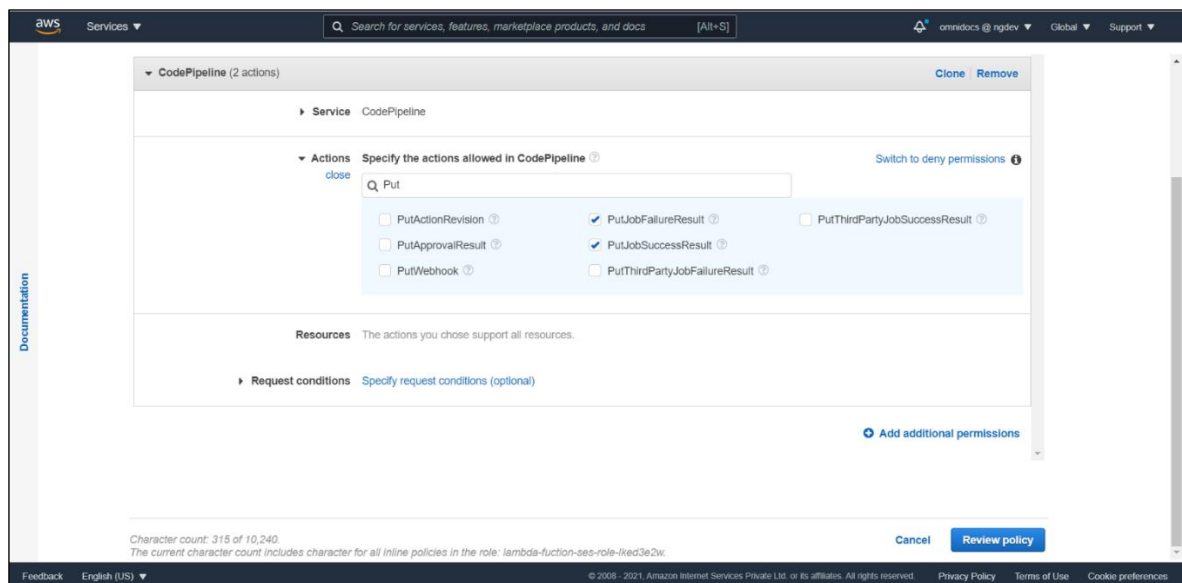 aws Services ▼ Search for services, features, marketplace products, and docs [Alt+S] omnidocs @ ngdev ▼ Global ▼ Support ▼
CodePipeline (2 actions) Clone Remove
Service CodePipeline
Actions Specify the actions allowed in CodePipeline Switch to deny permissions
close
Put
PutActionRevision PutJobFailureResult PutThirdPartyJobSuccessResult
PutApprovalResult PutJobSuccessResult
PutWebhook PutThirdPartyJobFailureResult
Documentation
Resources The actions you chose support all resources.
Request conditions Specify request conditions (optional)
Add additional permissions
Character count: 315 of 10,240.
The current character count includes character for all inline policies in the role: lambda-fuction-ses-role-lked3e2w.
Cancel Review policy
Feedback English (US) ▼ © 2008 - 2021, Amazon Internet Services Private Ltd. or its affiliates. All rights reserved. Privacy Policy Terms of Use Cookie preferences